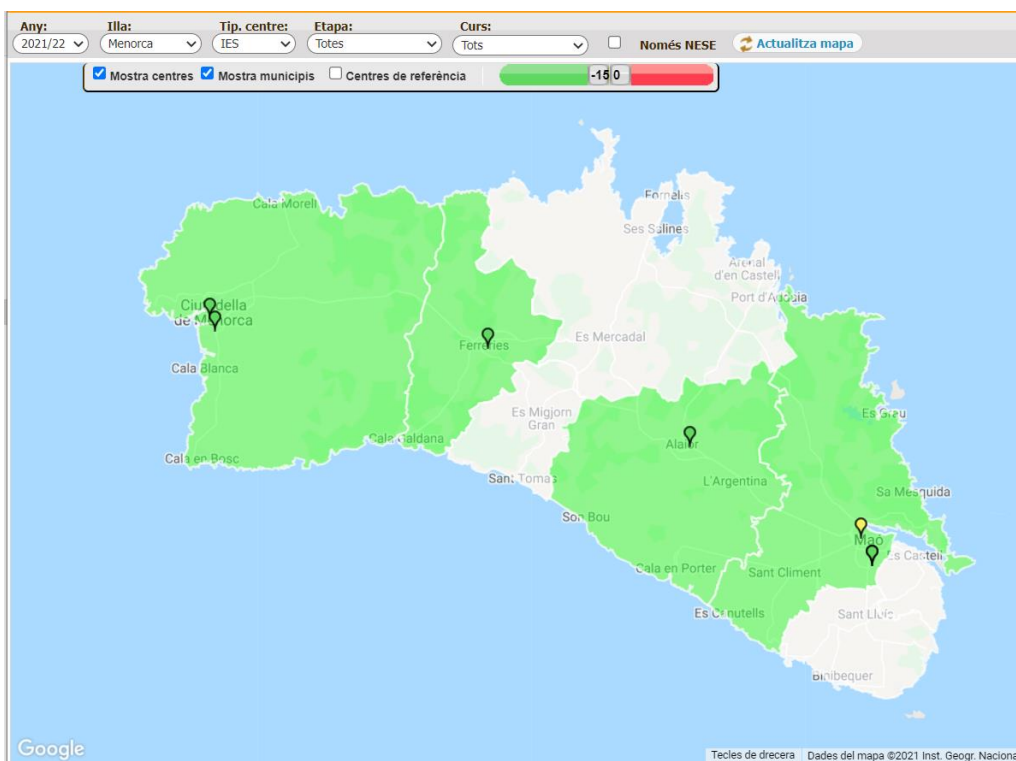 Any: Illa: Tip. centre: Etapa: Curs:
2021/22 Menorca IES Totes Tots Només NESE Actualitza mapa
Mostra centres Mostra municipis Centres de referència -15 0
Fornells
Cala Morell
Ses Salines
Arenal
d'en Castell
Port d'Addaia
Ciutadella
de Menorca
Es Mercadal
Ferreries
Cala Blanca
Es Migjorn
Gran
Es Grau
Cala Galdana
Alaior
Cala en Bosc
Sant Tomas
L'Argentina
Sa Mesquida
Son Bou
Maó
Es Castell
Cala en Porter
Sant Climent
Es Canutells
Sant Lluís
Binibequer
Google
Tecles de drecera Dades del mapa ©2021 Inst. Geogr. Naciona